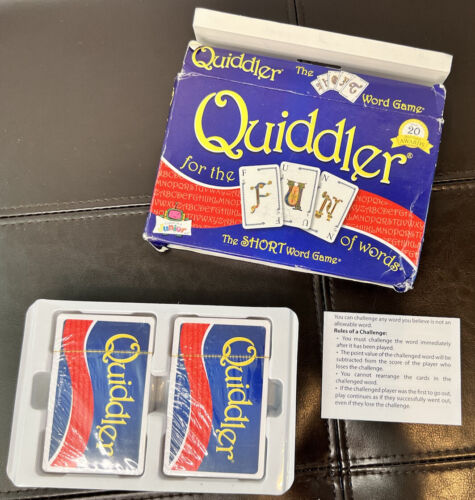 Quiddler The SHORT Word Game®
Quiddler®
20
AWARDS
for the FUN of words
F U N
ABCDEFGHI
MNOPQRSTUV
The SHORT Word Game®
junior
Quiddler
Quiddler
You can challenge any word you believe is not an
allowable word.
Rules of a Challenge:
• You must challenge the word immediately
after it has been played.
• The point value of the challenged word will be
subtracted from the score of the player who
loses the challenge.
• You cannot rearrange the cards in the
challenged word.
• If the challenged player was the first to go out,
play continues as if they successfully went out,
even if they lose the challenge.